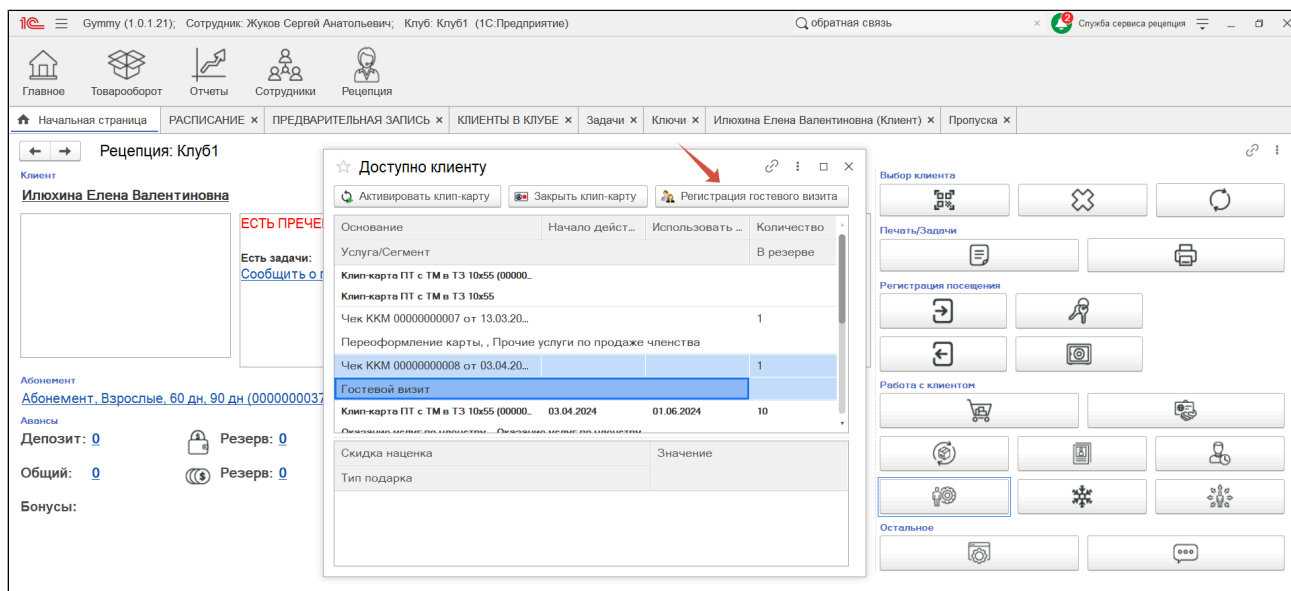 Gymmy (1.0.1.21); Сотрудник: Жуков Сергей Анатольевич; Клуб: Клуб1 (1С:Предприятие)
обратная связь
2
Служба сервиса рецепция
Главное
Товарооборот
Отчеты
Сотрудники
Рецепция
Начальная страница
РАСПИСАНИЕ
ПРЕДВАРИТЕЛЬНАЯ ЗАПИСЬ
КЛИЕНТЫ В КЛУБЕ
Задачи
Ключи
Илюхина Елена Валентиновна (Клиент)
Пропуска
Рецепция: Клуб1
Клиент
Илюхина Елена Валентиновна
ЕСТЬ ПРЕЧЕ
Есть задачи:
Сообщить о
Абонемент
Абонемент, Взрослые, 60 дн, 90 дн (0000000037
Авансы
Депозит: 0
Резерв: 0
Общий: 0
Резерв: 0
Бонусы:
Доступно клиенту
Активировать клип-карту
Закрыть клип-карту
Регистрация гостевого визита
Основание
Начало дейст...
Использовать ...
Количество
Услуга/Сегмент
В резерве
Клип-карта ПТ с ТМ в ТЗ 10х55 (00000...
Клип-карта ПТ с ТМ в ТЗ 10х55
Чек ККМ 00000000007 от 13.03.20...
1
Переоформление карты, , Прочие услуги по продаже членства
Чек ККМ 00000000008 от 03.04.20...
1
Гостевой визит
Клип-карта ПТ с ТМ в ТЗ 10х55 (00000...
03.04.2024
01.06.2024
10
Оказание услуг по членству, , Оказание услуг по членству
Скидка наценка
Значение
Тип подарка
Выбор клиента
Печать/Задачи
Регистрация посещения
Работа с клиентом
Остальное